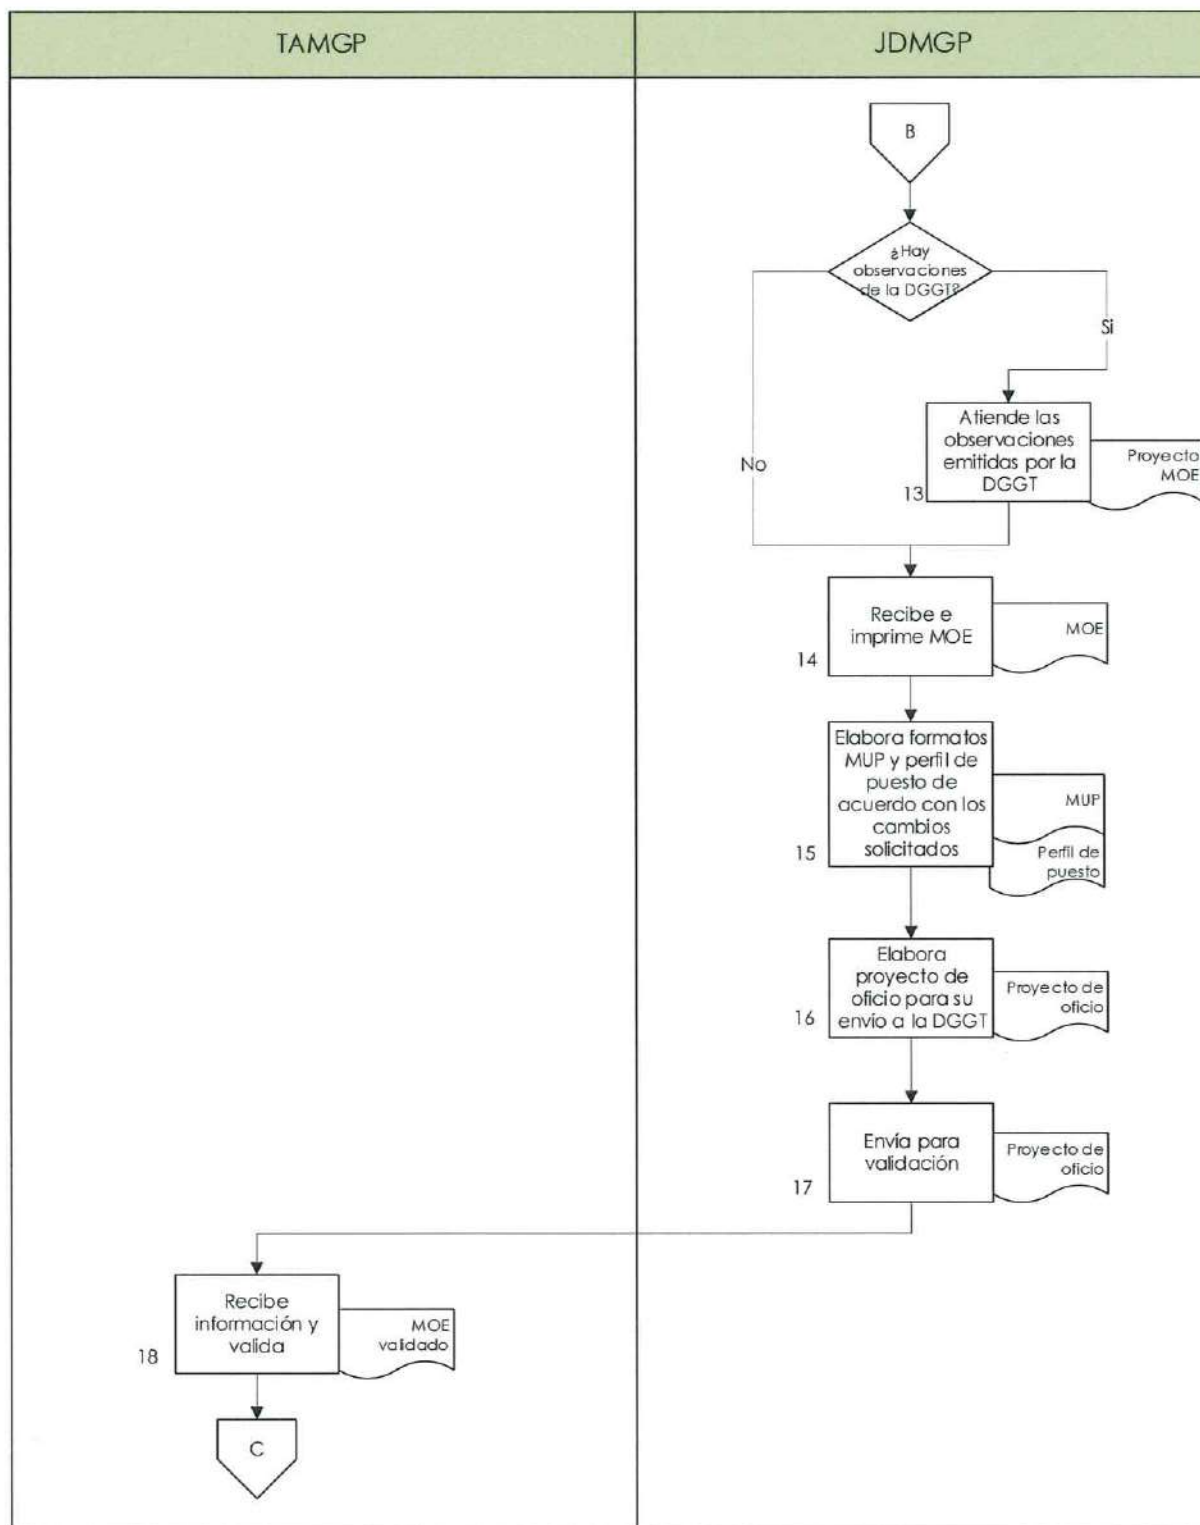 TAMGP
JDMGP
B
¿Hay
observaciones
de la DGGT?
Si
No
Atiende las
observaciones
emitidas por la
DGGT
13
Proyecto
MOE
Recibe e
imprime MOE
14
MOE
Elabora formatos
MUP y perfil de
puesto de
acuerdo con los
cambios
solicitados
15
MUP
Perfil de
puesto
Elabora
proyecto de
oficio para su
envío a la DGGT
16
Proyecto de
oficio
Envía para
validación
17
Proyecto de
oficio
Recibe
información y
valida
18
MOE
validado
C